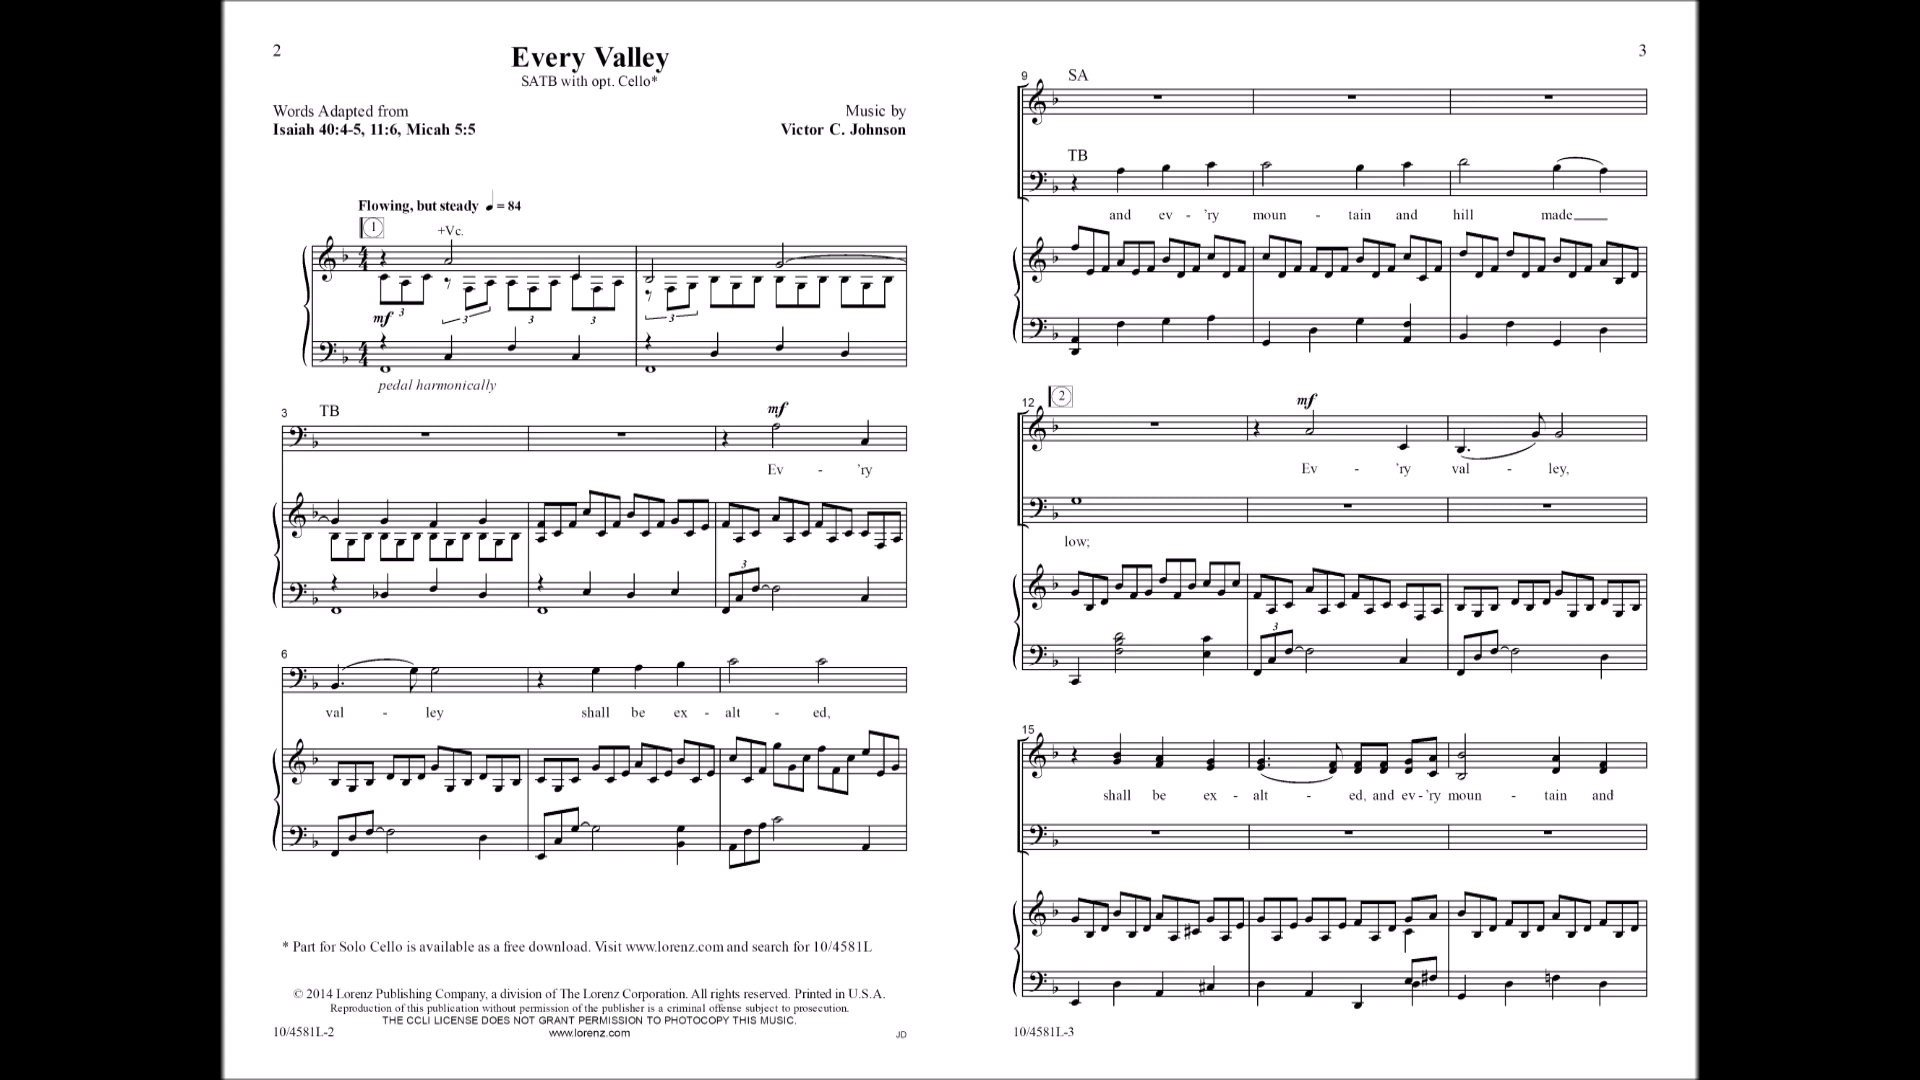 2
Every Valley
SATB with opt. Cello*
Words Adapted from
Isaiah 40:4-5, 11:6, Micah 5:5
Music by
Victor C. Johnson
Flowing, but steady ♩ = 84
1
+Vc.
3 3 3 3
mf
3
pedal harmonically
3 TB
mf
Ev - 'ry
3
6
val - ley shall be ex - alt - ed,
* Part for Solo Cello is available as a free download. Visit www.lorenz.com and search for 10/4581L
© 2014 Lorenz Publishing Company, a division of The Lorenz Corporation. All rights reserved. Printed in U.S.A.
Reproduction of this publication without permission of the publisher is a criminal offense subject to prosecution.
THE CCLI LICENSE DOES NOT GRANT PERMISSION TO PHOTOCOPY THIS MUSIC.
www.lorenz.com
10/4581L-2
JD
3
9 SA
TB
and ev - 'ry moun - tain and hill made
12 2
mf
Ev - 'ry val - ley,
low;
3
15
shall be ex - alt - ed, and ev - 'ry moun - tain and
10/4581L-3